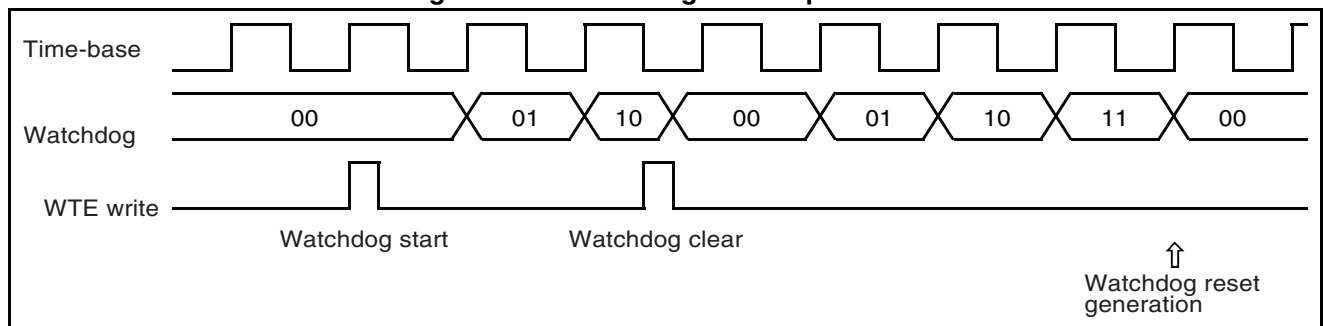 Time-base
Watchdog 00 01 10 00 01 10 11 00
WTE write
Watchdog start Watchdog clear
Watchdog reset
generation